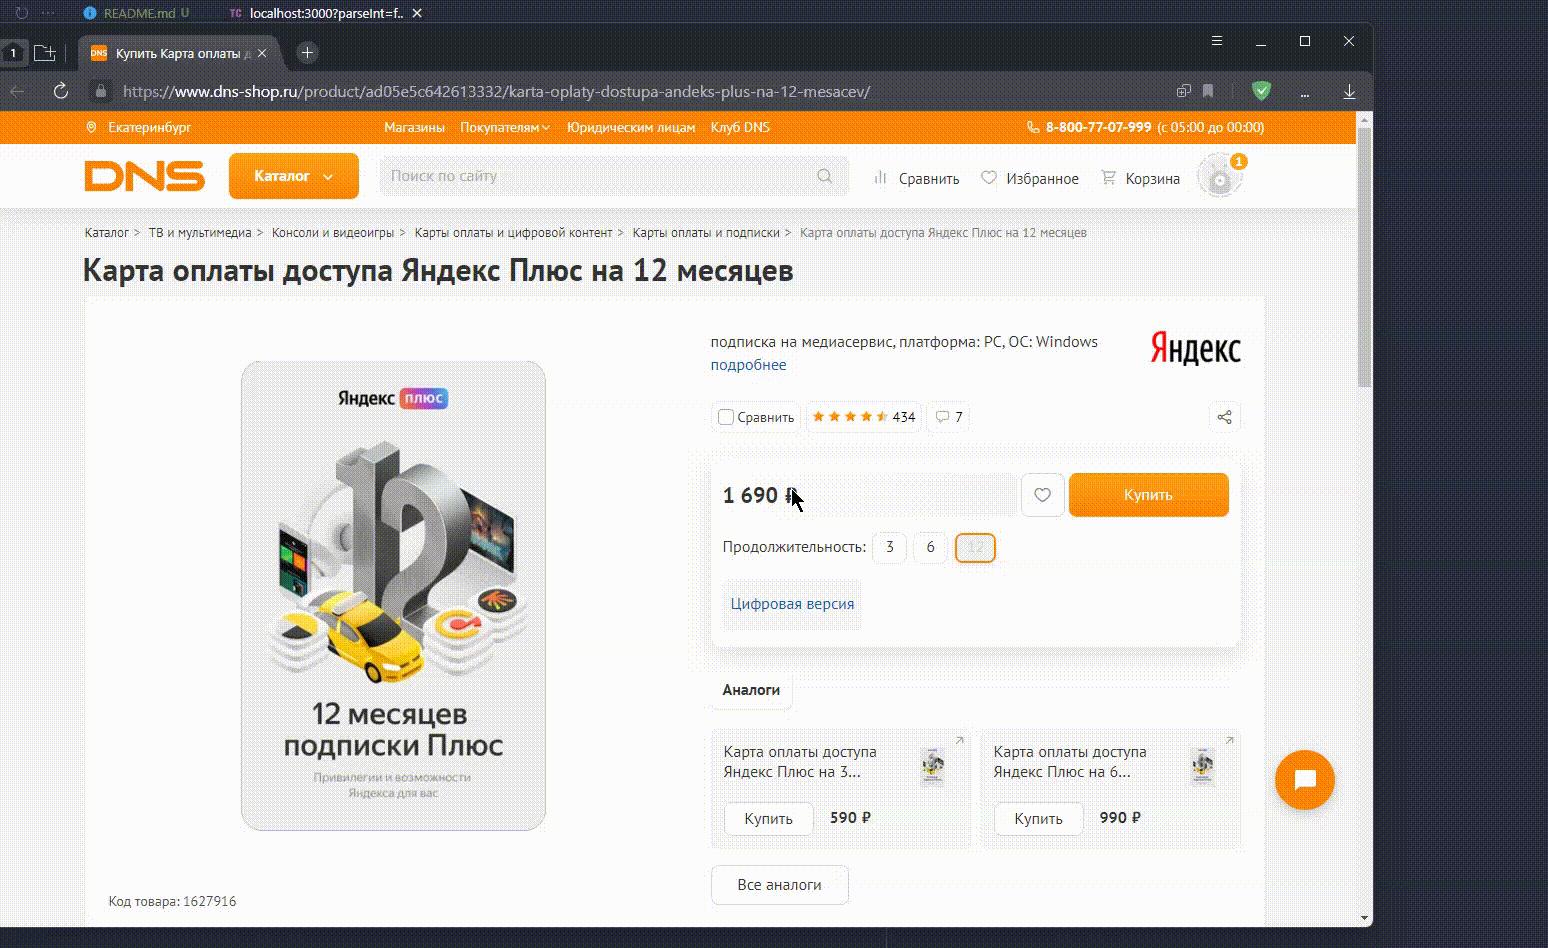 README.md U
TC localhost:3000?parseInt=f..
1
DNS Купить Карта оплаты д
https://www.dns-shop.ru/product/ad05e5c642613332/karta-oplaty-dostupa-andeks-plus-na-12-mesacev/
Екатеринбург
Магазины Покупателям Юридическим лицам Клуб DNS
8-800-77-07-999 (с 05:00 до 00:00)
DNS
Каталог
Поиск по сайту
Сравнить
Избранное
Корзина
1
Каталог > ТВ и мультимедиа > Консоли и видеоигры > Карты оплаты и цифровой контент > Карты оплаты и подписки > Карта оплаты доступа Яндекс Плюс на 12 месяцев
Карта оплаты доступа Яндекс Плюс на 12 месяцев
Яндекс плюс
12
12 месяцев
подписки Плюс
Привилегии и возможности
Яндекса для вас
Код товара: 1627916
подписка на медиасервис, платформа: PC, ОС: Windows
подробнее
Яндекс
Сравнить
434
7
1 690 ₽
Купить
Продолжительность: 3 6 12
Цифровая версия
Аналоги
Карта оплаты доступа
Яндекс Плюс на 3...
Купить 590 ₽
Карта оплаты доступа
Яндекс Плюс на 6...
Купить 990 ₽
Все аналоги